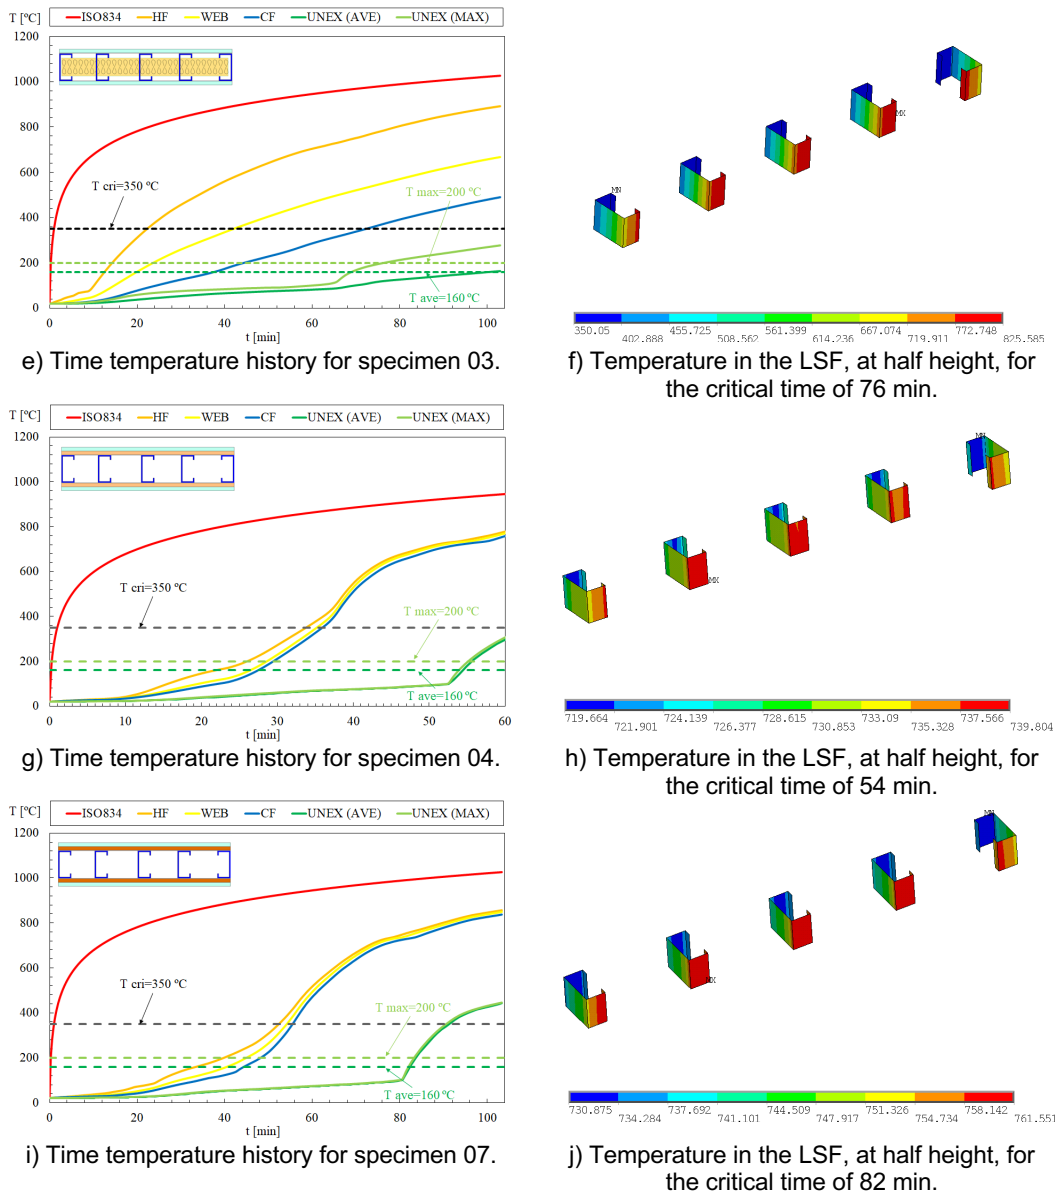 T [ºC]
ISO834 HF WEB CF UNEX (AVE) UNEX (MAX)
1200
1000
800
600
400
200
0
T cri=350 ºC
T max=200 ºC
T ave=160 ºC
0 20 40 60 80 100
t [min]
MN
MX
350.05 455.725 561.399 667.074 772.748
402.888 508.562 614.236 719.911 825.585
e) Time temperature history for specimen 03.
f) Temperature in the LSF, at half height, for
the critical time of 76 min.
T [ºC]
ISO834 HF WEB CF UNEX (AVE) UNEX (MAX)
1200
1000
800
600
400
200
0
T cri=350 ºC
T max=200 ºC
T ave=160 ºC
0 10 20 30 40 50 60
t [min]
MN
MX
719.664 724.139 728.615 733.09 737.566
721.901 726.377 730.853 735.328 739.804
g) Time temperature history for specimen 04.
h) Temperature in the LSF, at half height, for
the critical time of 54 min.
T [ºC]
ISO834 HF WEB CF UNEX (AVE) UNEX (MAX)
1200
1000
800
600
400
200
0
T cri=350 ºC
T max=200 ºC
T ave=160 ºC
0 20 40 60 80 100
t [min]
MN
MX
730.875 737.692 744.509 751.326 758.142
734.284 741.101 747.917 754.734 761.551
i) Time temperature history for specimen 07.
j) Temperature in the LSF, at half height, for
the critical time of 82 min.